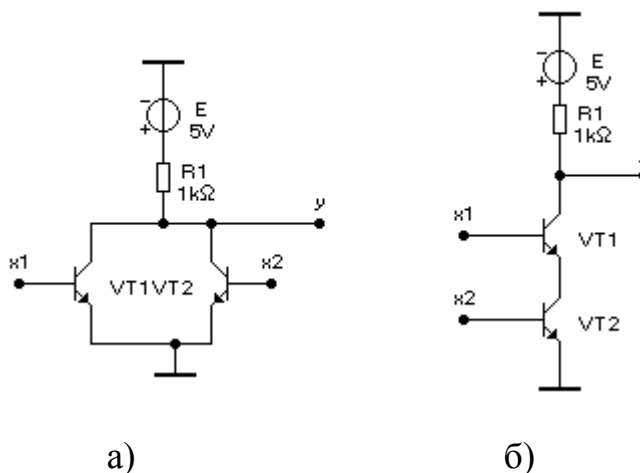 −
+
E
5V
R1
1kΩ
y
x1
VT1VT2
x2
а)
−
+
E
5V
R1
1kΩ
x1
VT1
x2
VT2
б)